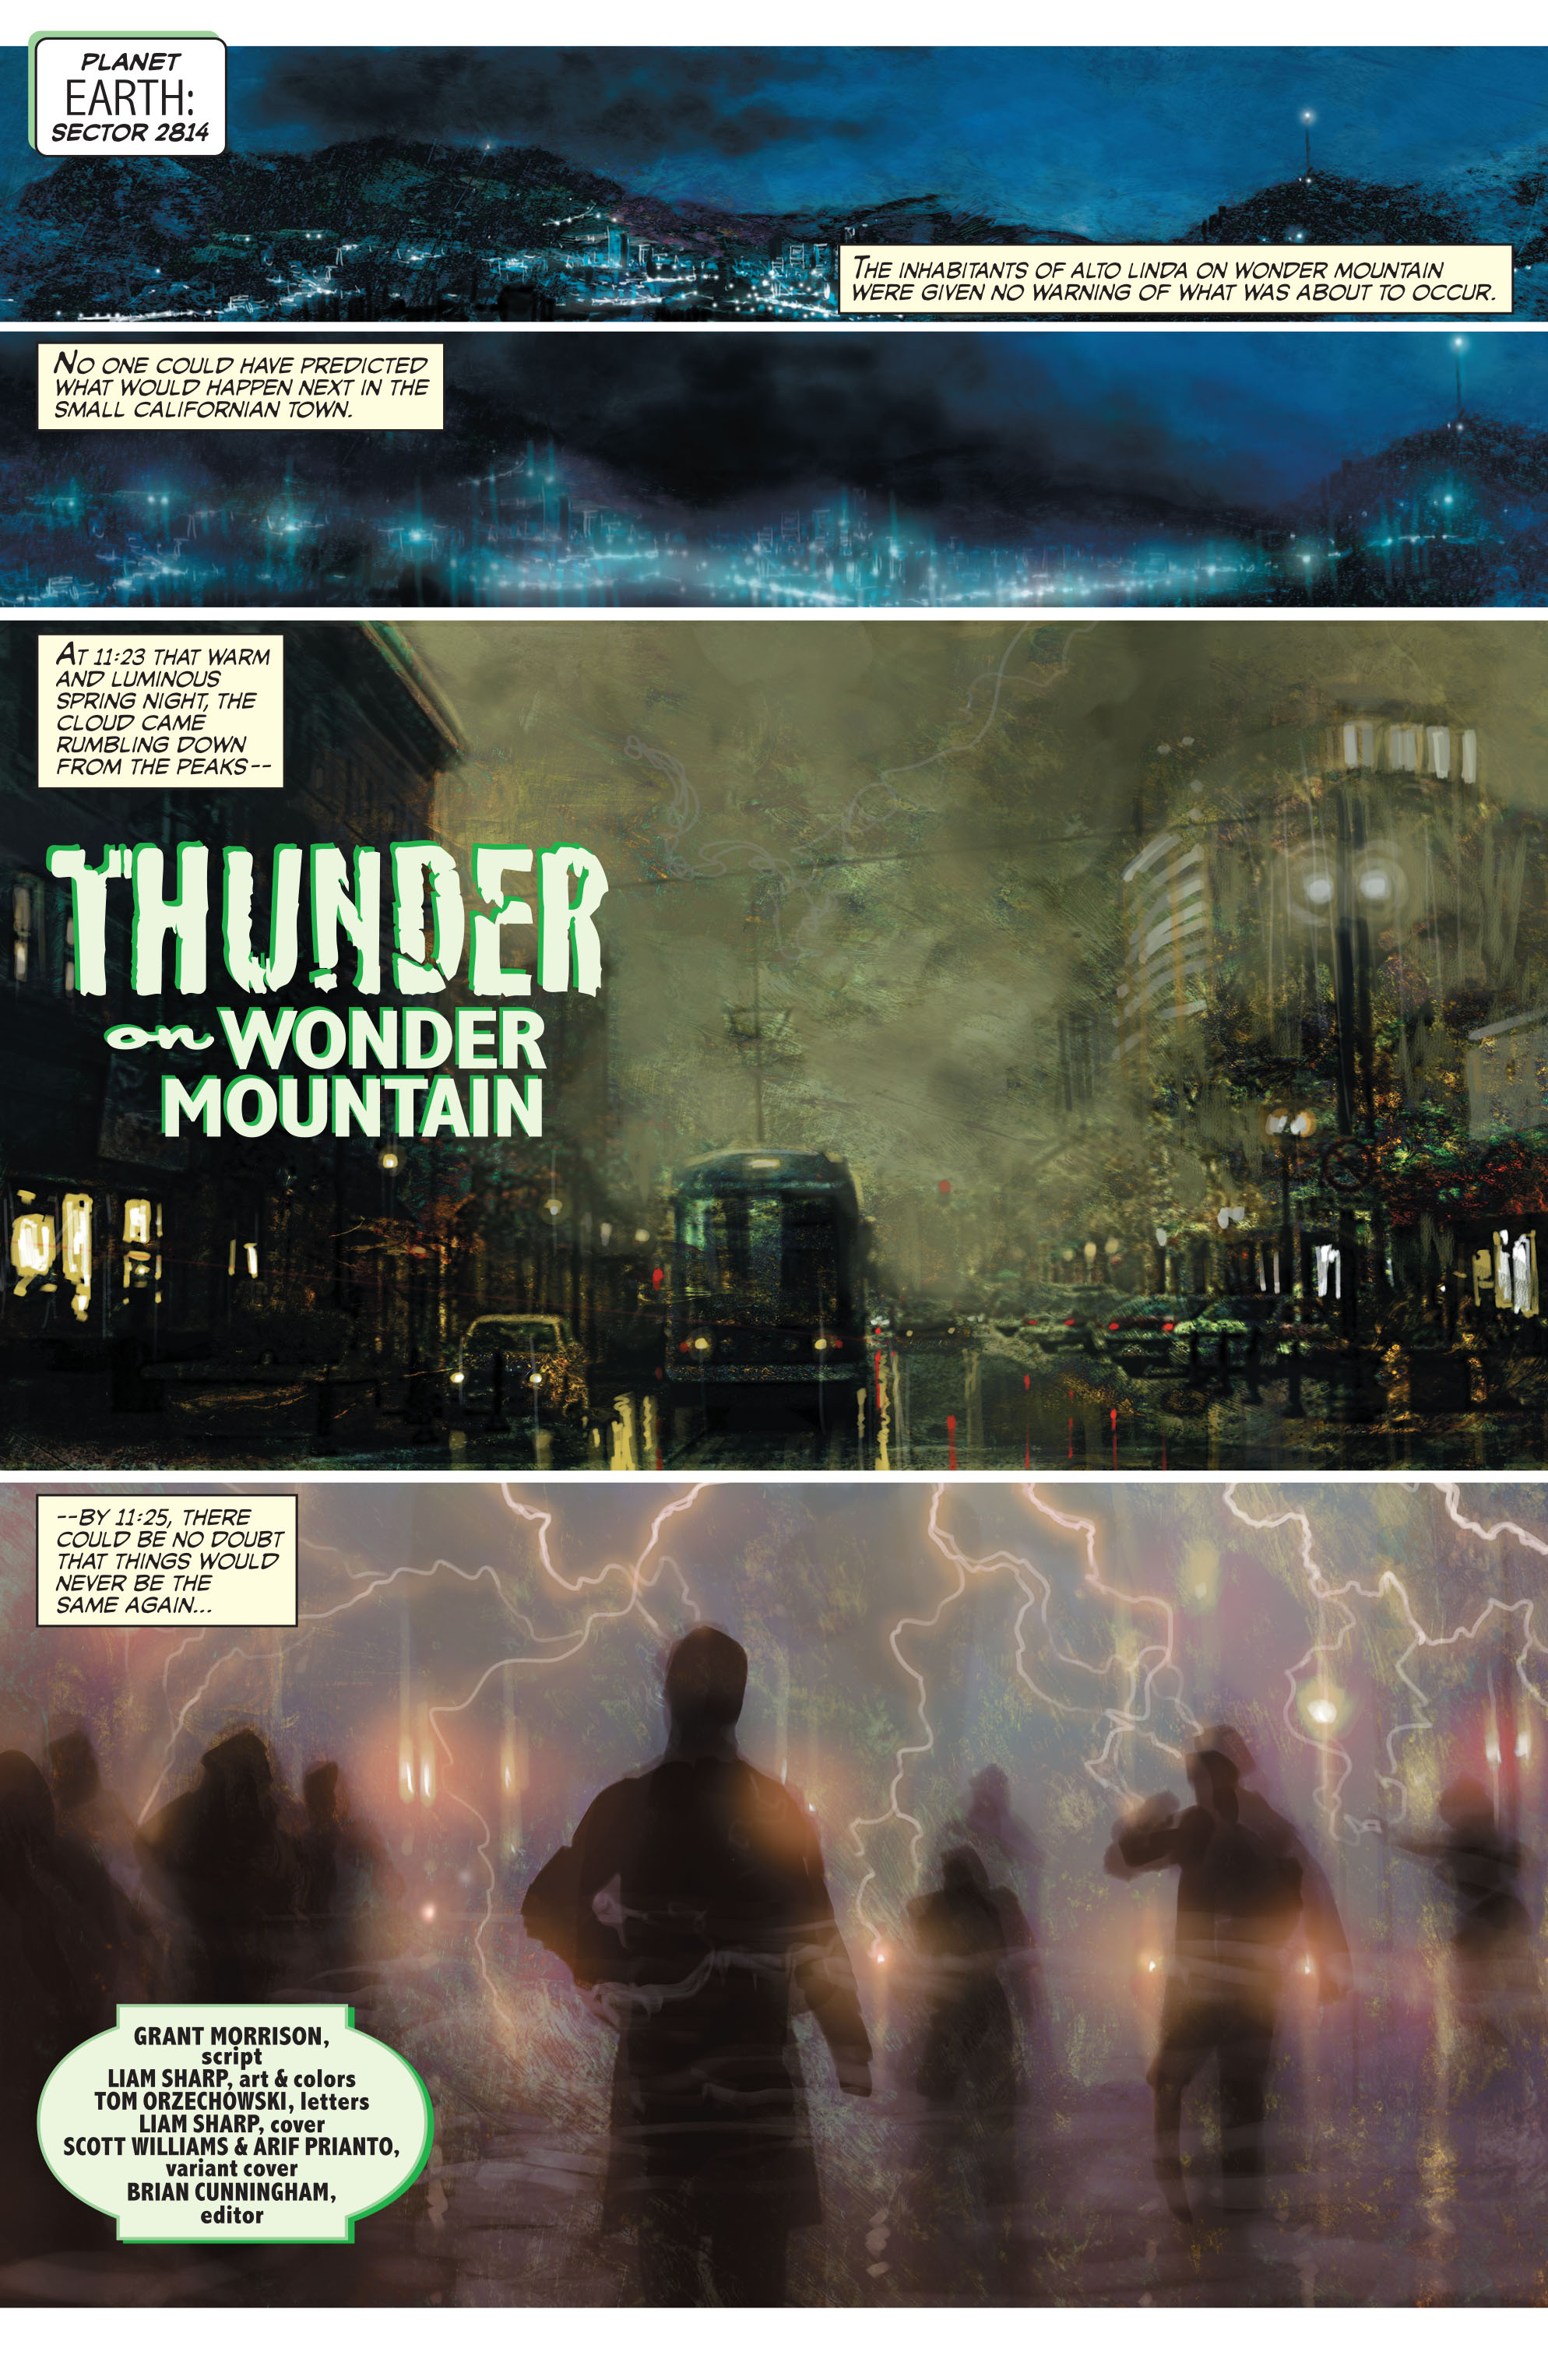 PLANET
EARTH:
SECTOR 2814
THE INHABITANTS OF ALTO LINDA ON WONDER MOUNTAIN
WERE GIVEN NO WARNING OF WHAT WAS ABOUT TO OCCUR.
NO ONE COULD HAVE PREDICTED
WHAT WOULD HAPPEN NEXT IN THE
SMALL CALIFORNIAN TOWN.
AT 11:23 THAT WARM
AND LUMINOUS
SPRING NIGHT, THE
CLOUD CAME
RUMBLING DOWN
FROM THE PEAKS--
THUNDER
on WONDER
MOUNTAIN
--BY 11:25, THERE
COULD BE NO DOUBT
THAT THINGS WOULD
NEVER BE THE
SAME AGAIN...
GRANT MORRISON,
script
LIAM SHARP, art & colors
TOM ORZECHOWSKI, letters
LIAM SHARP, cover
SCOTT WILLIAMS & ARIF PRIANTO,
variant cover
BRIAN CUNNINGHAM,
editor